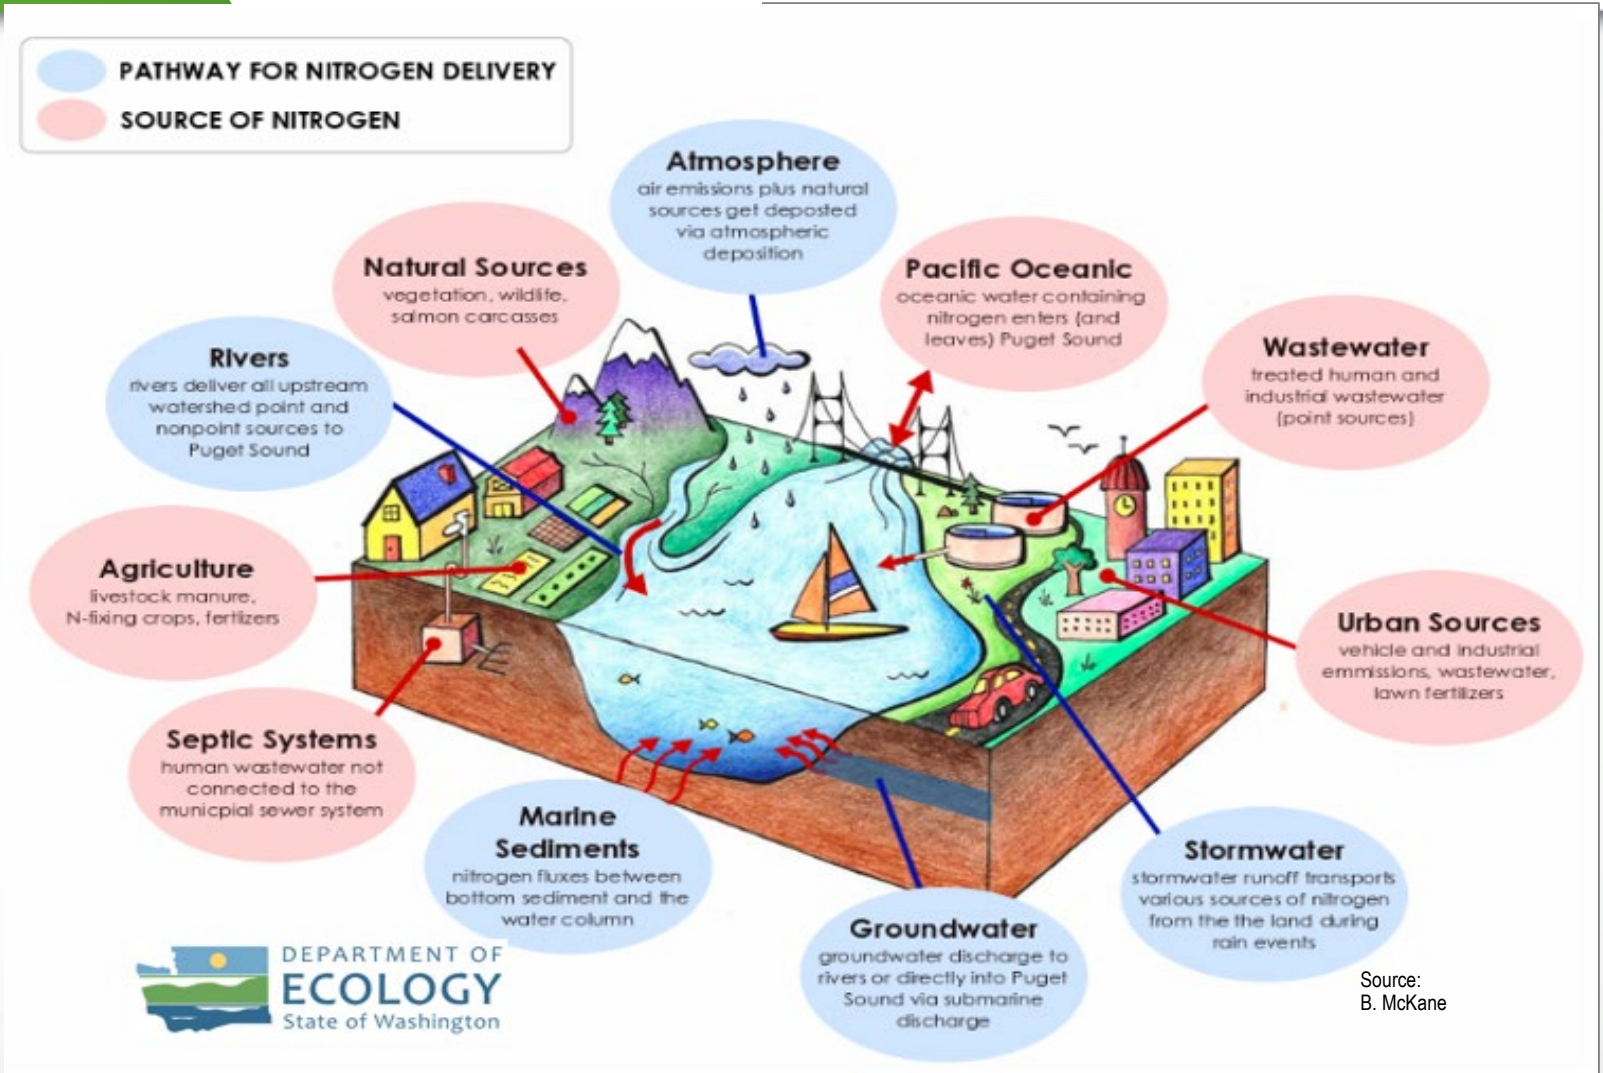 PATHWAY FOR NITROGEN DELIVERY
SOURCE OF NITROGEN
Atmosphere
air emissions plus natural
sources get deposted
via atmospheric
deposition
Natural Sources
vegetation, wildlife,
salmon carcasses
Pacific Oceanic
oceanic water containing
nitrogen enters (and
leaves) Puget Sound
Rivers
rivers deliver all upstream
watershed point and
nonpoint sources to
Puget Sound
Wastewater
treated human and
industrial wastewater
(point sources)
Agriculture
livestock manure,
N-fixing crops, fertlizers
Urban Sources
vehicle and industrial
emmissions, wastewater,
lawn fertilizers
Septic Systems
human wastewater not
connected to the
municpial sewer system
Marine
Sediments
nitrogen fluxes between
bottom sediment and the
water column
Stormwater
stormwater runoff transports
various sources of nitrogen
from the the land during
rain events
Groundwater
groundwater discharge to
rivers or directly into Puget
Sound via submarine
discharge
DEPARTMENT OF
ECOLOGY
State of Washington
Source:
B. McKane